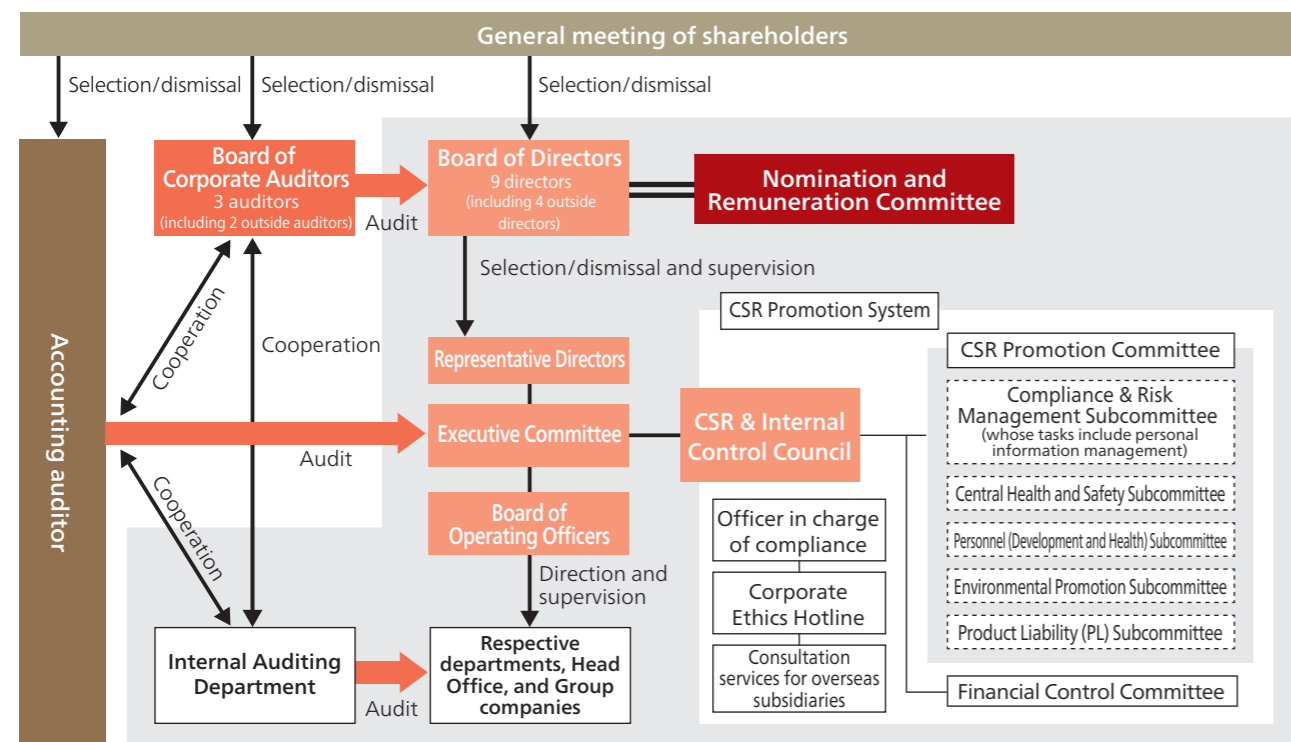 General meeting of shareholders
Selection/dismissal
Selection/dismissal
Selection/dismissal
Accounting auditor
Board of
Corporate Auditors
3 auditors
(including 2 outside auditors)
Audit
Board of Directors
9 directors
(including 4 outside
directors)
Nomination and
Remuneration Committee
Selection/dismissal and supervision
Cooperation
Cooperation
Cooperation
Audit
Representative Directors
Executive Committee
Board of
Operating Officers
Direction and
supervision
Internal Auditing
Department
Audit
Respective
departments, Head
Office, and Group
companies
CSR Promotion System
CSR & Internal
Control Council
Officer in charge
of compliance
Corporate
Ethics Hotline
Consultation
services for overseas
subsidiaries
CSR Promotion Committee
Compliance & Risk
Management Subcommittee
(whose tasks include personal
information management)
Central Health and Safety Subcommittee
Personnel (Development and Health) Subcommittee
Environmental Promotion Subcommittee
Product Liability (PL) Subcommittee
Financial Control Committee